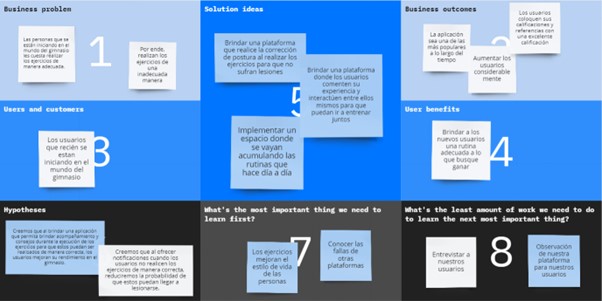 Business problem
Las personas que se
están iniciando en el
mundo del gimnasio
les cuesta realizar
los ejercicios de
manera adecuada.
1
Por ende,
realizan los
ejercicios de
una
inadecuada
manera
Solution ideas
Brindar una plataforma
que realice la corrección
de postura al realizar los
ejercicios para que no
sufran lesiones
Brindar una plataforma
donde los usuarios
comenten su
experiencia y
interactúen entre ellos
mismos para que
puedan ir a entrenar
juntos
5
Implementar un
espacio donde
se vayan
acumulando las
rutinas que
hace día a día
Business outcomes
La aplicación
sea una de las
más populares
a lo largo del
tiempo
Los usuarios
coloquen sus
calificaciones y
referencias con
una excelente
calificación
Aumentar los
usuarios
considerable
mente
Users and customers
Los usuarios
que recién se
estan
iniciando en el
mundo del
gimnasio
3
User benefits
Brindar a los
nuevos usuarios
una rutina
adecuada a lo
que busque
ganar
4
Hypotheses
Creemos que al brindar una aplicación
que permita brindar acompañamiento y
consejos durante la ejecución de los
ejercicios para que estos puedan ser
realizados de manera correcta, los
usuarios mejoran su rendimiento en el
gimnasio.
Creemos que al ofrecer
notificaciones cuando los
usuarios no realicen los
ejercicios de manera correcta,
reduciremos la probabilidad de
que estos puedan llegar a
lesionarse.
What's the most important thing we need to
learn first?
Los ejercicios
mejoran el
estilo de vida
de las
personas
7
Conocer las
fallas de
otras
plataformas
What's the least amount of work we need to do
to learn the next most important thing?
Entrevistar a
nuestros
usuarios
8
Observación
de nuestra
plataforma para
nuestros
usuarios